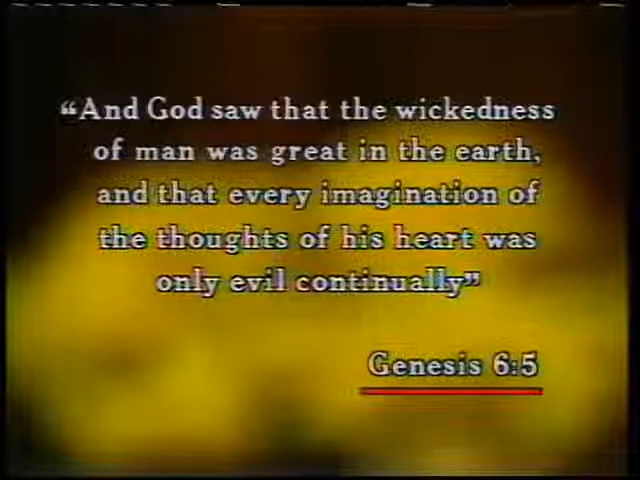 “And God saw that the wickedness
of man was great in the earth,
and that every imagination of
the thoughts of his heart was
only evil continually”
Genesis 6:5